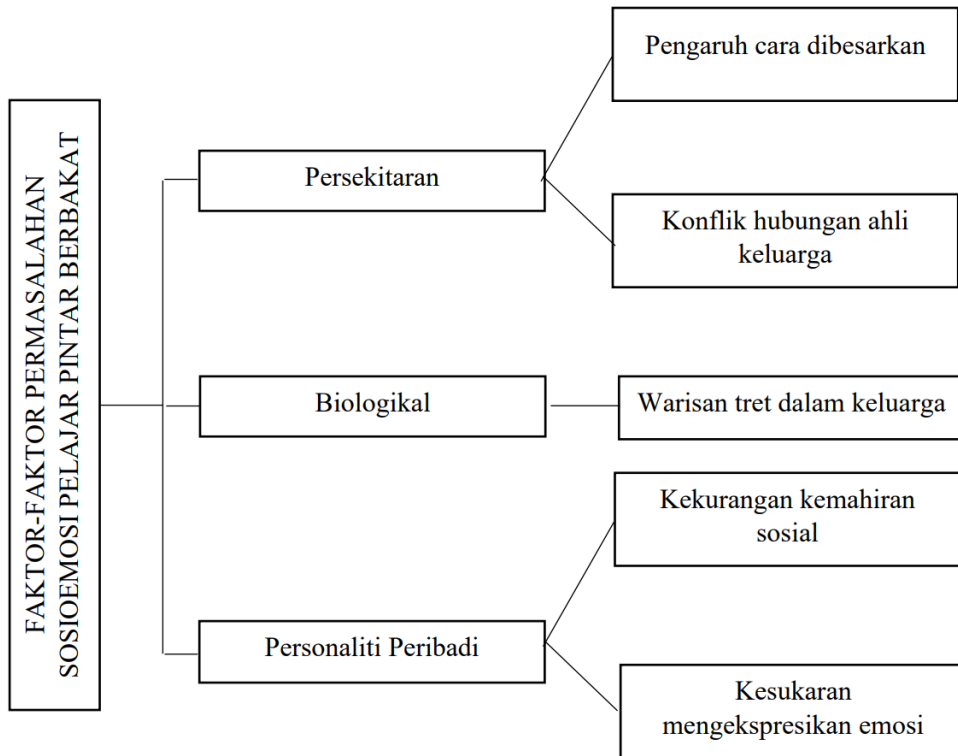 FAKTOR-FAKTOR PERMASALAHAN
SOSIOEMOSI PELAJAR PINTAR BERBAKAT
Persekitaran
Pengaruh cara dibesarkan
Konflik hubungan ahli
keluarga
Biologikal
Warisan tret dalam keluarga
Personaliti Peribadi
Kekurangan kemahiran
sosial
Kesukaran
mengekspresikan emosi